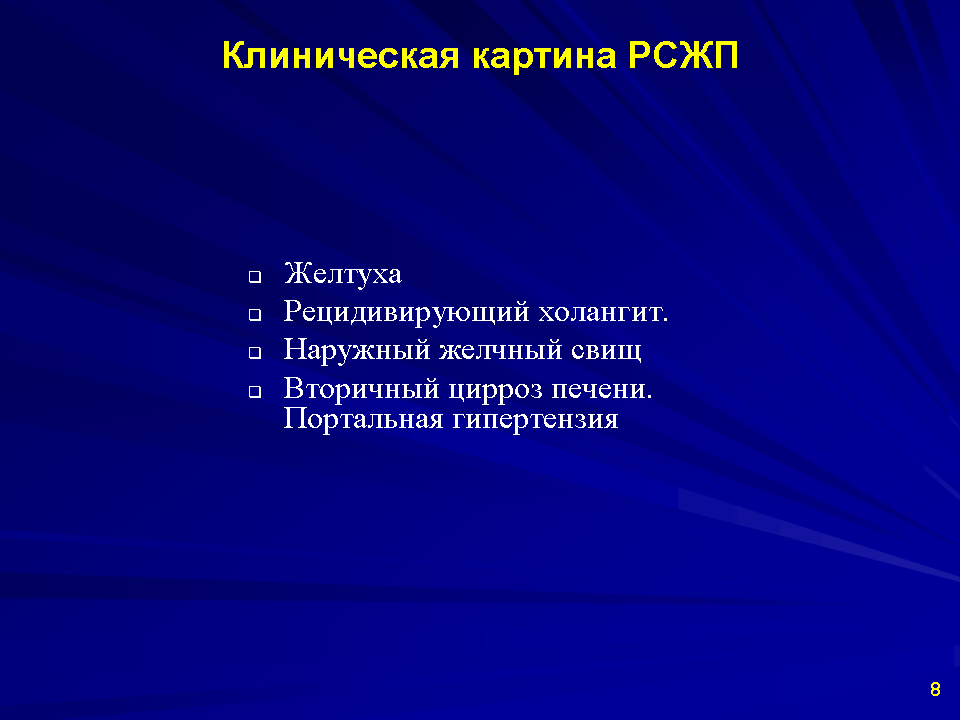 Клиническая картина РСЖП
Желтуха
Рецидивирующий холангит.
Наружный желчный свищ
Вторичный цирроз печени.
Портальная гипертензия
8